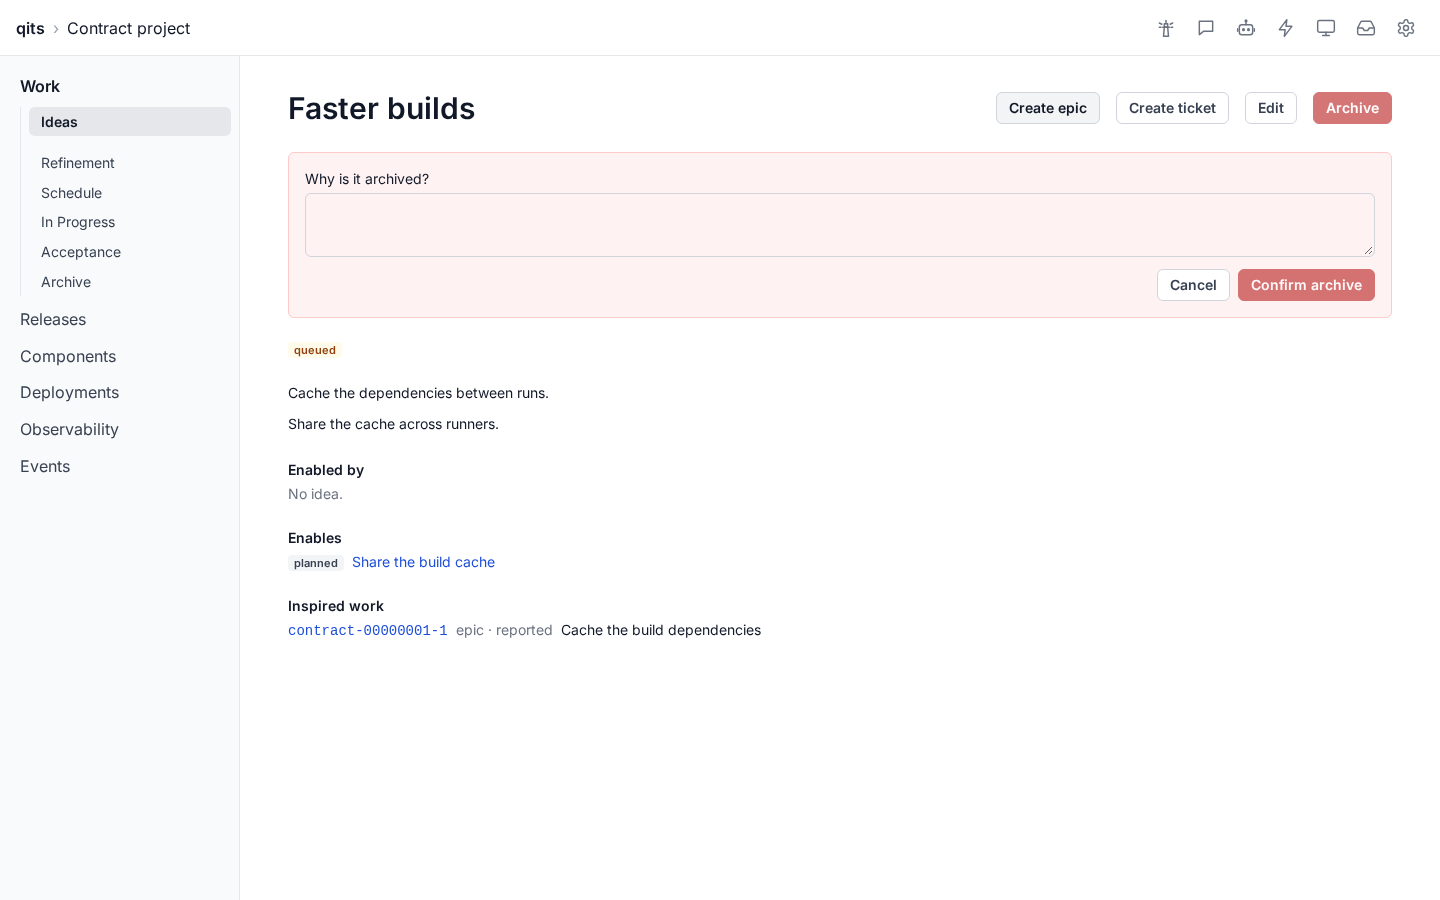 qits › Contract project
Work
Ideas
Refinement
Schedule
In Progress
Acceptance
Archive
Releases
Components
Deployments
Observability
Events
Faster builds
Create epic
Create ticket
Edit
Archive
Why is it archived?
Cancel
Confirm archive
queued
Cache the dependencies between runs.
Share the cache across runners.
Enabled by
No idea.
Enables
planned Share the build cache
Inspired work
contract-00000001-1 epic · reported Cache the build dependencies